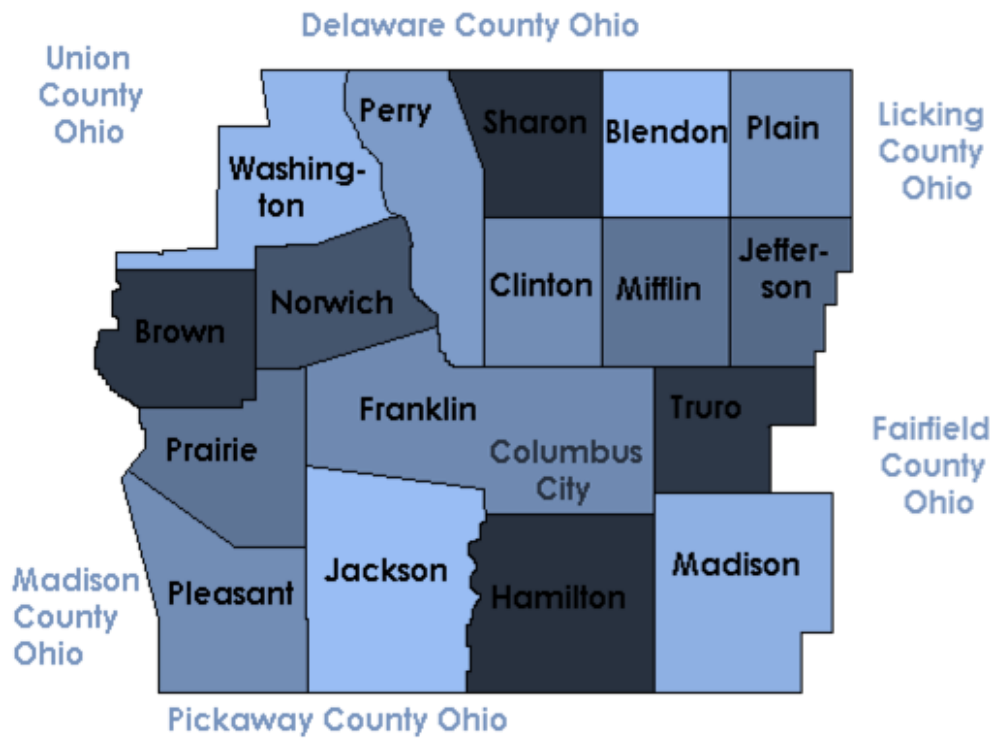 Delaware County Ohio
Union
County
Ohio
Perry
Sharon
Blendon
Plain
Licking
County
Ohio
Washing-
ton
Clinton
Mifflin
Jeffer-
son
Norwich
Brown
Franklin
Truro
Prairie
Columbus
City
Fairfield
County
Ohio
Jackson
Madison
Pleasant
Hamilton
Madison
County
Ohio
Pickaway County Ohio